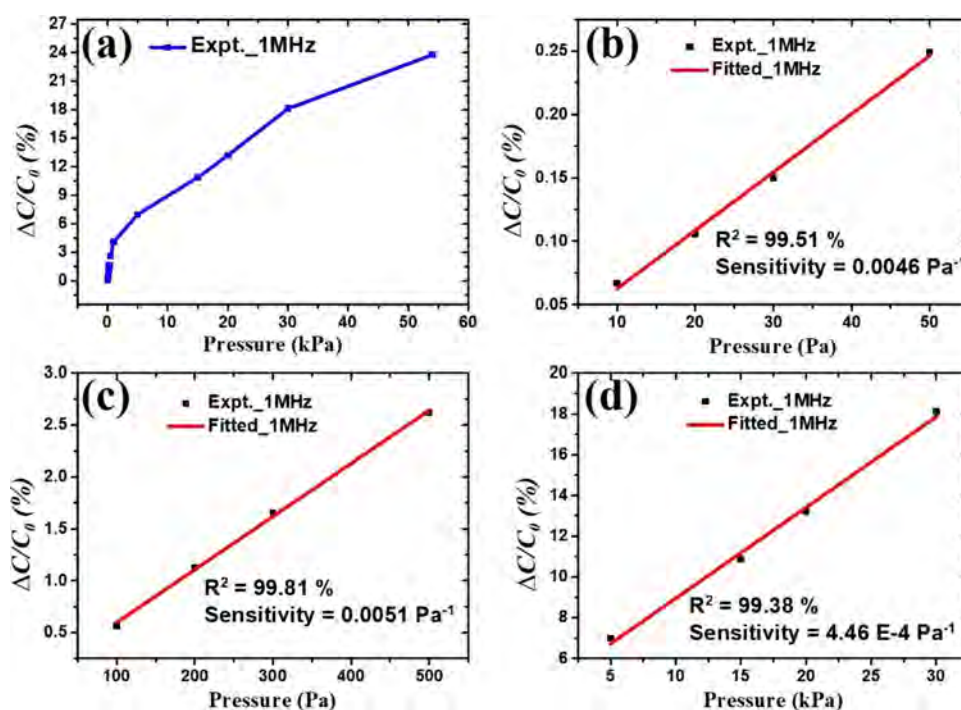 (a)
Expt._1MHz
ΔC/C₀ (%)
27
24
21
18
15
12
9
6
3
0
0 10 20 30 40 50 60
Pressure (kPa)
(b)
Expt._1MHz
Fitted_1MHz
ΔC/C₀ (%)
0.25
0.20
0.15
0.10
0.05
R² = 99.51 %
Sensitivity = 0.0046 Pa⁻¹
10 20 30 40 50
Pressure (Pa)
(c)
Expt._1MHz
Fitted_1MHz
ΔC/C₀ (%)
3.0
2.5
2.0
1.5
1.0
0.5
R² = 99.81 %
Sensitivity = 0.0051 Pa⁻¹
100 200 300 400 500
Pressure (Pa)
(d)
Expt._1MHz
Fitted_1MHz
ΔC/C₀ (%)
20
18
16
14
12
10
8
6
R² = 99.38 %
Sensitivity = 4.46 E-4 Pa⁻¹
5 10 15 20 25 30
Pressure (kPa)